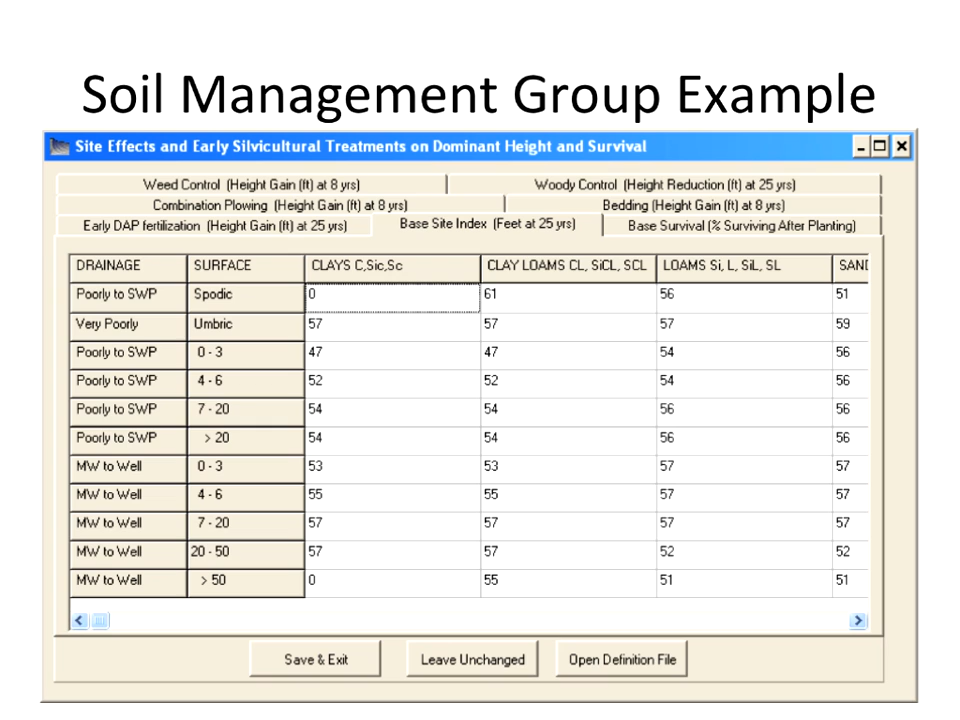 Soil Management Group Example
Site Effects and Early Silvicultural Treatments on Dominant Height and Survival
Weed Control (Height Gain (ft) at 8 yrs) Woody Control (Height Reduction (ft) at 25 yrs)
Combination Plowing (Height Gain (ft) at 8 yrs) Bedding (Height Gain (ft) at 8 yrs)
Early DAP fertilization (Height Gain (ft) at 25 yrs) Base Site Index (Feet at 25 yrs) Base Survival (% Surviving After Planting)
DRAINAGE SURFACE CLAYS C,Sic,Sc CLAY LOAMS CL, SiCL, SCL LOAMS Si, L, SiL, SL SAND
Poorly to SWP Spodic 0 61 56 51
Very Poorly Umbric 57 57 57 59
Poorly to SWP 0 - 3 47 47 54 56
Poorly to SWP 4 - 6 52 52 54 56
Poorly to SWP 7 - 20 54 54 56 56
Poorly to SWP > 20 54 54 56 56
MW to Well 0 - 3 53 53 57 57
MW to Well 4 - 6 55 55 57 57
MW to Well 7 - 20 57 57 57 57
MW to Well 20 - 50 57 57 52 52
MW to Well > 50 0 55 51 51
Save & Exit Leave Unchanged Open Definition File